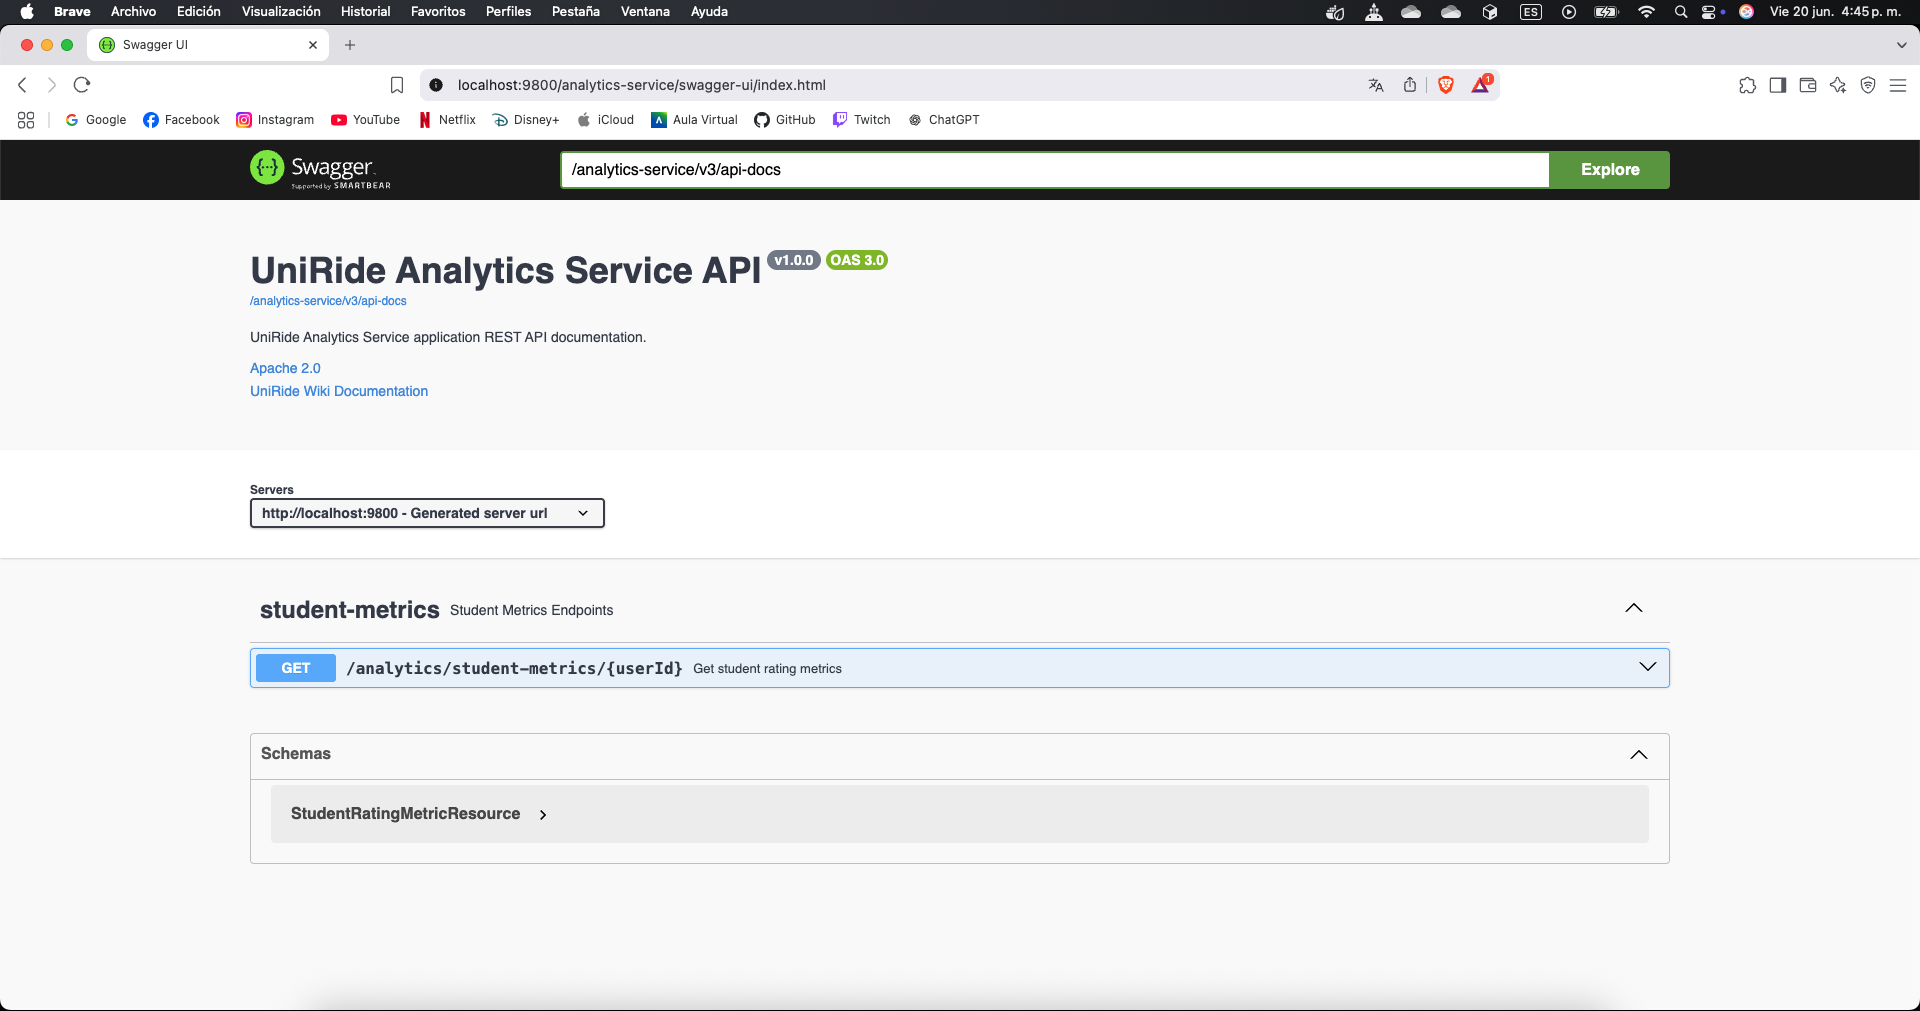 Brave Archivo Edición Visualización Historial Favoritos Perfiles Pestaña Ventana Ayuda ES Vie 20 jun. 4:45 p. m.
Swagger UI
localhost:9800/analytics-service/swagger-ui/index.html 1
Google Facebook Instagram YouTube Netflix Disney+ iCloud Aula Virtual GitHub Twitch ChatGPT
Swagger
Supported by SMARTBEAR
/analytics-service/v3/api-docs Explore
UniRide Analytics Service API v1.0.0 OAS 3.0
/analytics-service/v3/api-docs
UniRide Analytics Service application REST API documentation.
Apache 2.0
UniRide Wiki Documentation
Servers
http://localhost:9800 - Generated server url
student-metrics Student Metrics Endpoints
GET /analytics/student-metrics/{userId} Get student rating metrics
Schemas
StudentRatingMetricResource